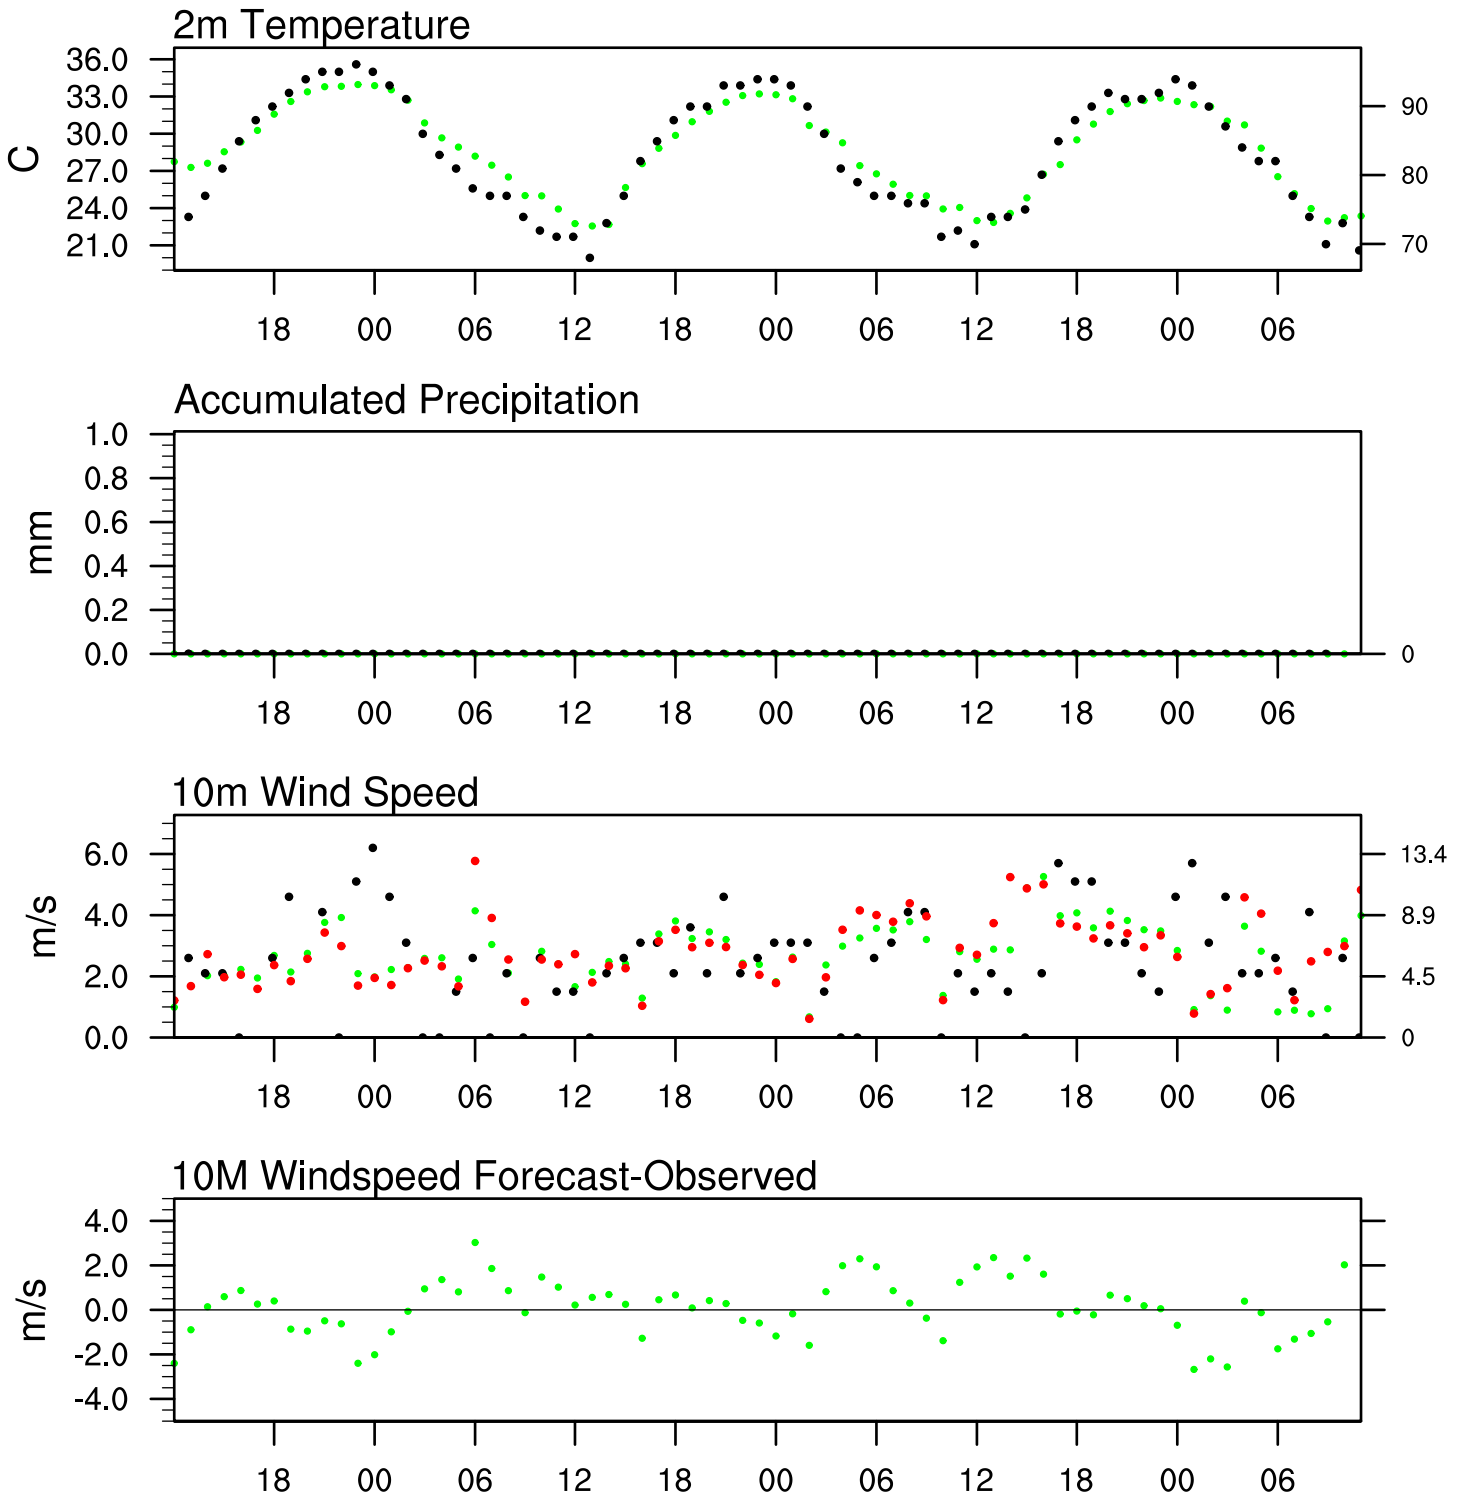 2m Temperature
36.0
33.0
30.0
27.0
24.0
21.0
C
90
80
70
18 00 06 12 18 00 06 12 18 00 06
Accumulated Precipitation
1.0
0.8
0.6
0.4
0.2
0.0
mm
0
18 00 06 12 18 00 06 12 18 00 06
10m Wind Speed
6.0
4.0
2.0
0.0
m/s
13.4
8.9
4.5
0
18 00 06 12 18 00 06 12 18 00 06
10M Windspeed Forecast-Observed
4.0
2.0
0.0
-2.0
-4.0
m/s
18 00 06 12 18 00 06 12 18 00 06